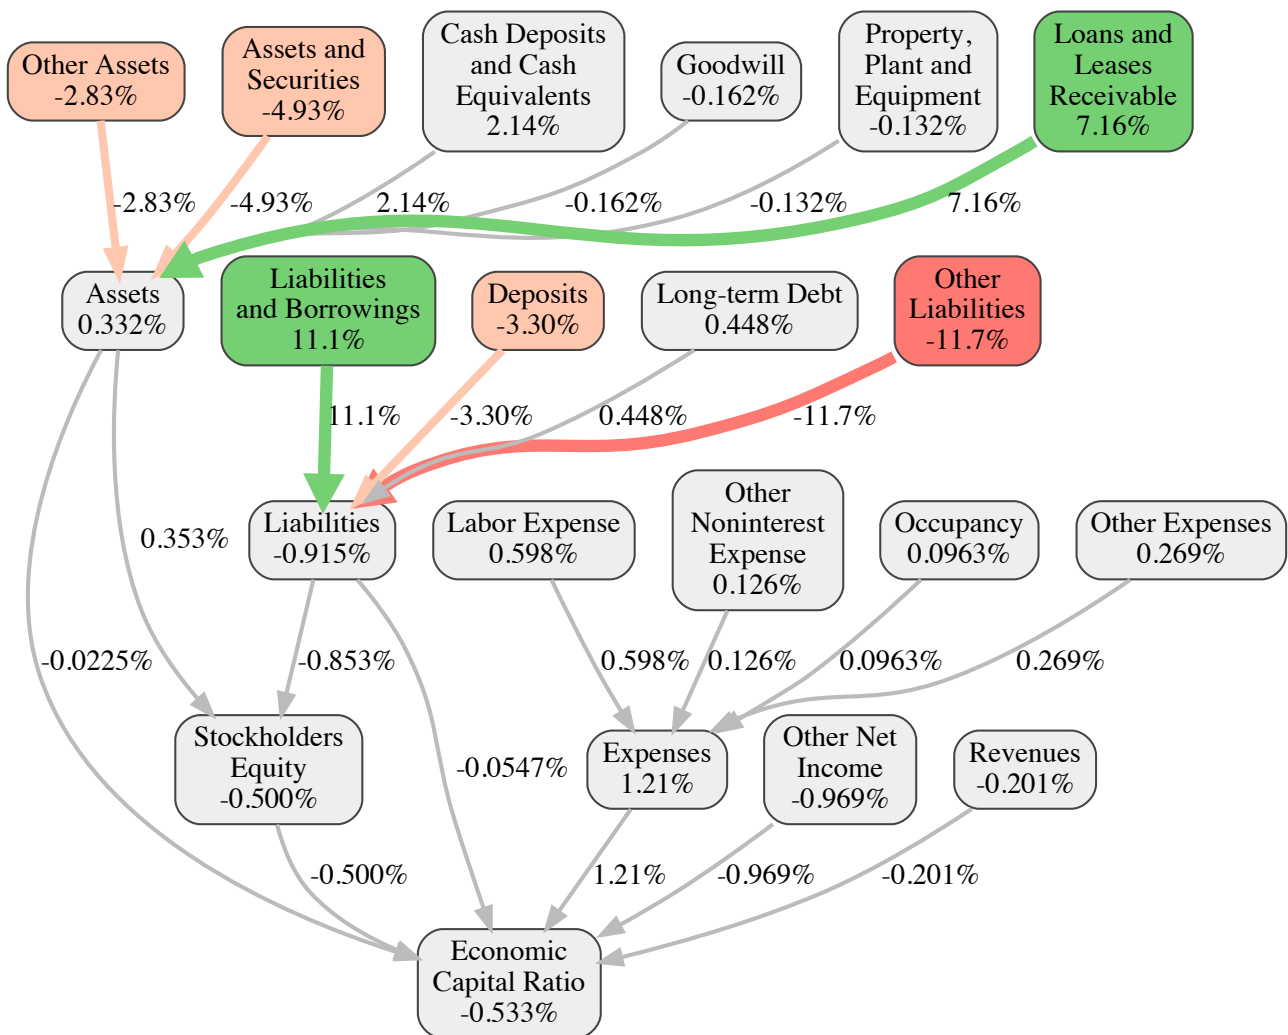 Other Assets
-2.83%
Assets and
Securities
-4.93%
Cash Deposits
and Cash
Equivalents
2.14%
Goodwill
-0.162%
Property,
Plant and
Equipment
-0.132%
Loans and
Leases
Receivable
7.16%
-2.83%
-4.93%
2.14%
-0.162%
-0.132%
7.16%
Assets
0.332%
Liabilities
and Borrowings
11.1%
Deposits
-3.30%
Long-term Debt
0.448%
Other
Liabilities
-11.7%
11.1%
-3.30%
0.448%
-11.7%
0.353%
Liabilities
-0.915%
Labor Expense
0.598%
Other
Noninterest
Expense
0.126%
Occupancy
0.0963%
Other Expenses
0.269%
-0.0225%
-0.853%
0.598%
0.126%
0.0963%
0.269%
Stockholders
Equity
-0.500%
-0.0547%
Expenses
1.21%
Other Net
Income
-0.969%
Revenues
-0.201%
-0.500%
1.21%
-0.969%
-0.201%
Economic
Capital Ratio
-0.533%